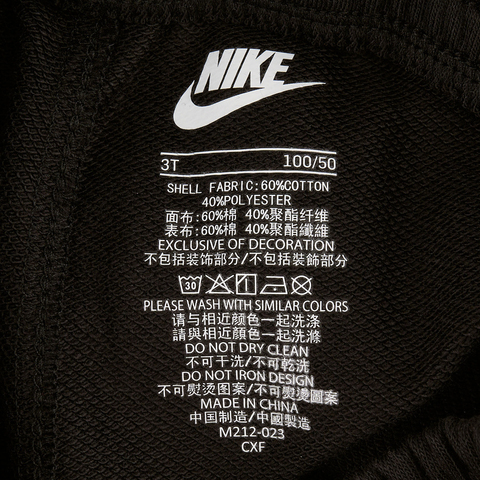 NIKE
3T 100/50
SHELL FABRIC:60%COTTON
40%POLYESTER
面布:60%棉 40%聚酯纤维
表布:60%棉 40%聚酯纖維
EXCLUSIVE OF DECORATION
不包括装饰部分/不包括裝飾部分
30
PLEASE WASH WITH SIMILAR COLORS
请与相近颜色一起洗涤
請與相近顏色一起洗滌
DO NOT DRY CLEAN
不可干洗/不可乾洗
DO NOT IRON DESIGN
不可熨烫图案/不可熨燙圖案
MADE IN CHINA
中国制造/中國製造
M212-023
CXF